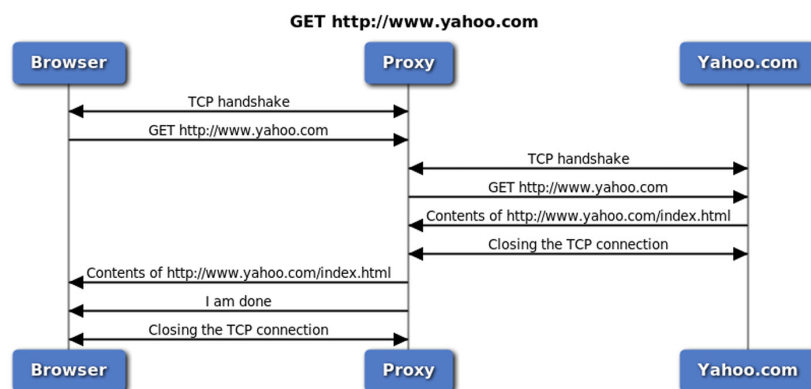 GET http://www.yahoo.com
Browser Proxy Yahoo.com
TCP handshake
GET http://www.yahoo.com
TCP handshake
GET http://www.yahoo.com
Contents of http://www.yahoo.com/index.html
Closing the TCP connection
Contents of http://www.yahoo.com/index.html
I am done
Closing the TCP connection
Browser Proxy Yahoo.com